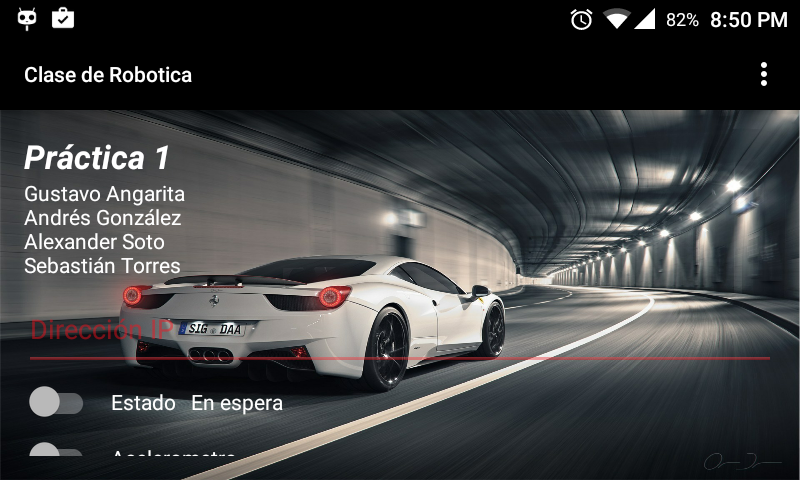 82% 8:50 PM
Clase de Robotica
Práctica 1
Gustavo Angarita
Andrés González
Alexander Soto
Sebastián Torres
Dirección IP
SIG DAA
Estado En espera
Acelerometro